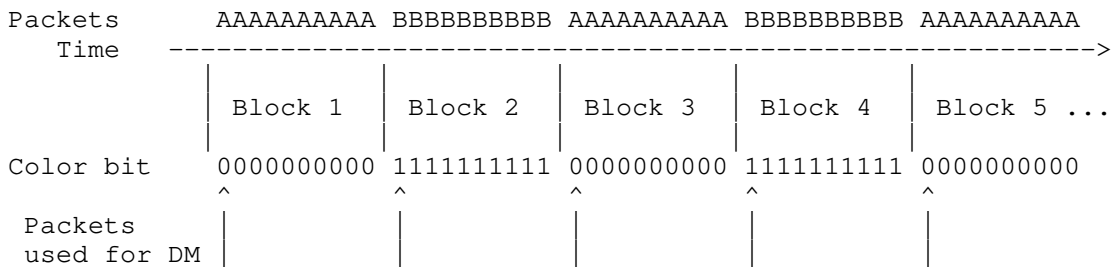 Packets AAAAAAAAAA BBBBBBBBBB AAAAAAAAAA BBBBBBBBBB AAAAAAAAAA
Time ---------------------------------------------------------->
| | | | |
| Block 1 | Block 2 | Block 3 | Block 4 | Block 5 ...
| | | | |
Color bit 0000000000 1111111111 0000000000 1111111111 0000000000
^ ^ ^ ^ ^
Packets | | | | |
used for DM | | | | |